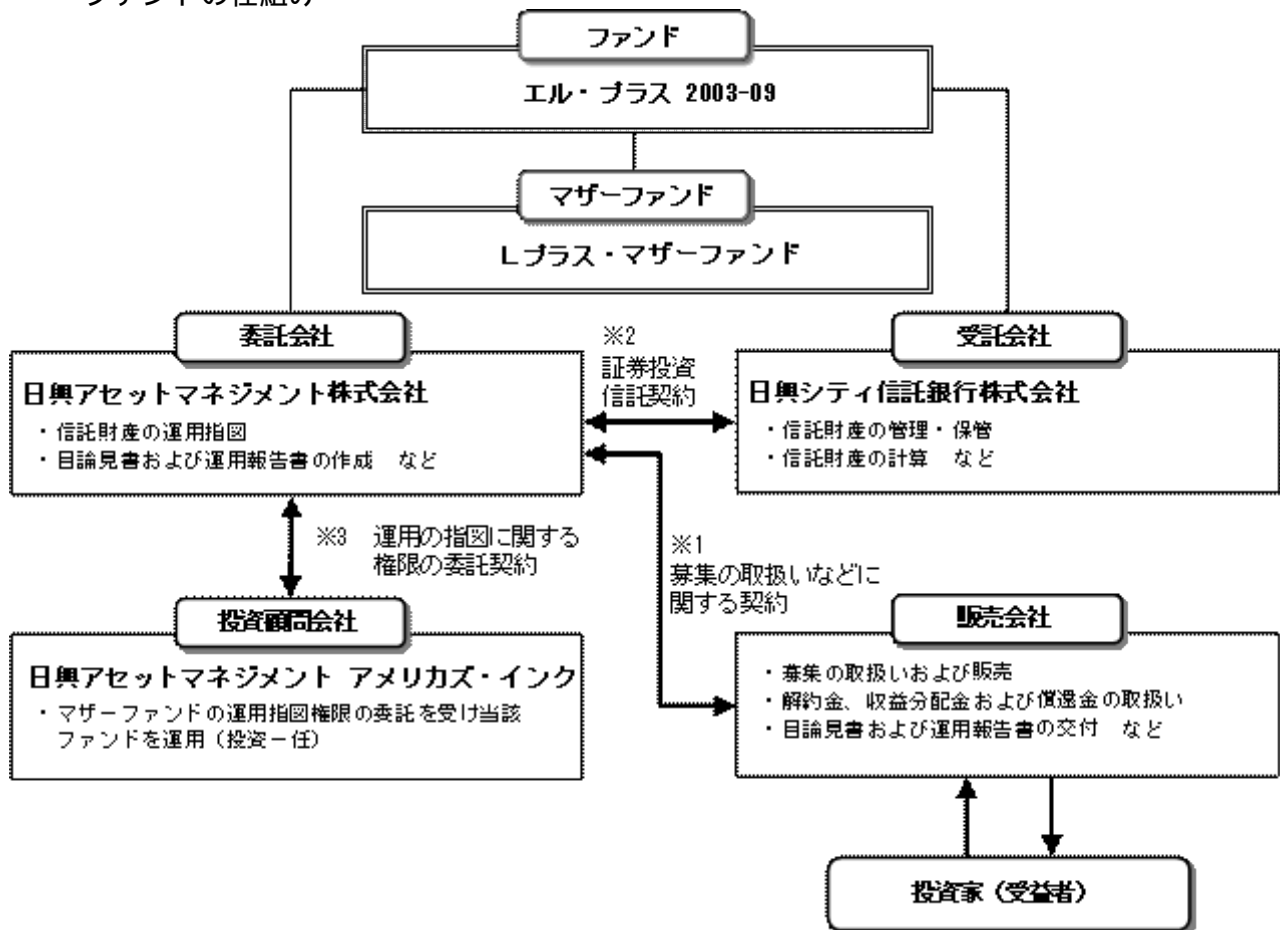 ファンドの仕組み
ファンド
エル・プラス 2003-09
マザーファンド
Lプラス・マザーファンド
委託会社
日興アセットマネジメント株式会社
・信託財産の運用指図
・目論見書および運用報告書の作成 など
※2
証券投資
信託契約
受託会社
日興シティ信託銀行株式会社
・信託財産の管理・保管
・信託財産の計算 など
※3 運用の指図に関する
権限の委託契約
※1
募集の取扱いなどに
関する契約
投資顧問会社
日興アセットマネジメント アメリカズ・インク
・マザーファンドの運用指図権限の委託を受け当該
ファンドを運用（投資一任）
販売会社
・募集の取扱いおよび販売
・解約金、収益分配金および償還金の取扱い
・目論見書および運用報告書の交付 など
投資家（受益者）